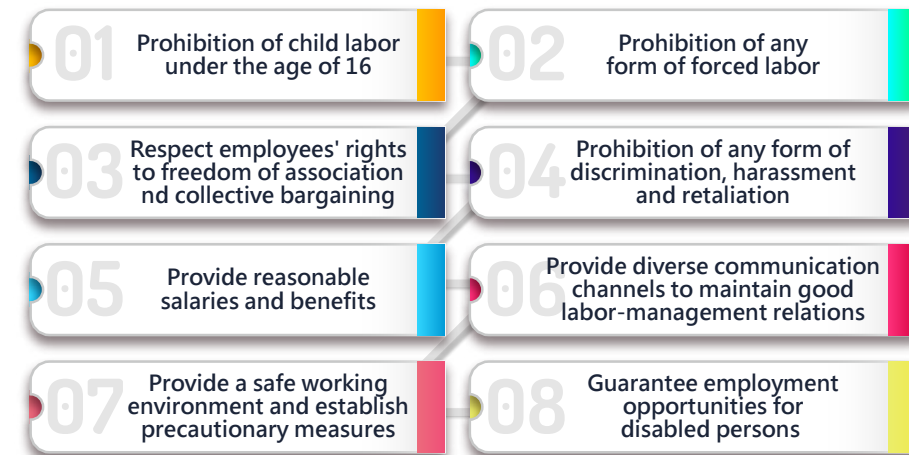 01
Prohibition of child labor
under the age of 16
02
Prohibition of any
form of forced labor
03
Respect employees' rights
to freedom of association
nd collective bargaining
04
Prohibition of any form of
discrimination, harassment
and retaliation
05
Provide reasonable
salaries and benefits
06
Provide diverse communication
channels to maintain good
labor-management relations
07
Provide a safe working
environment and establish
precautionary measures
08
Guarantee employment
opportunities for
disabled persons